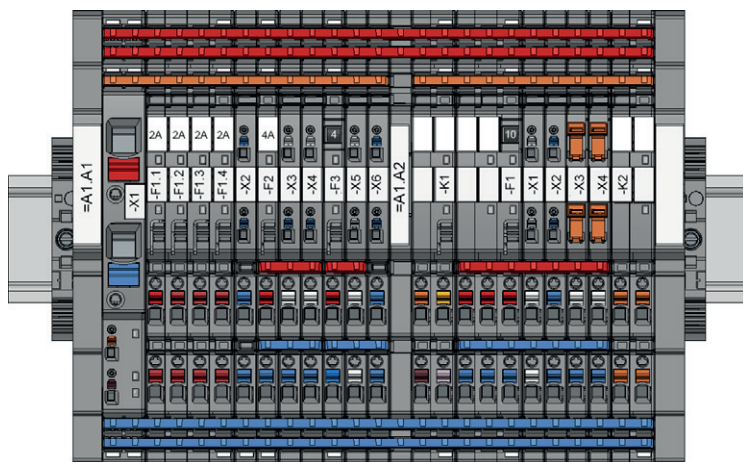 2A 2A 2A 2A 4A 4 10
=A1.A1
-X1
-F1.1
-F1.2
-F1.3
-F1.4
-X2
-F2
-X3
-X4
-F3
-X5
-X6
=A1.A2
-K1
-F1
-X1
-X2
-X3
-X4
-K2